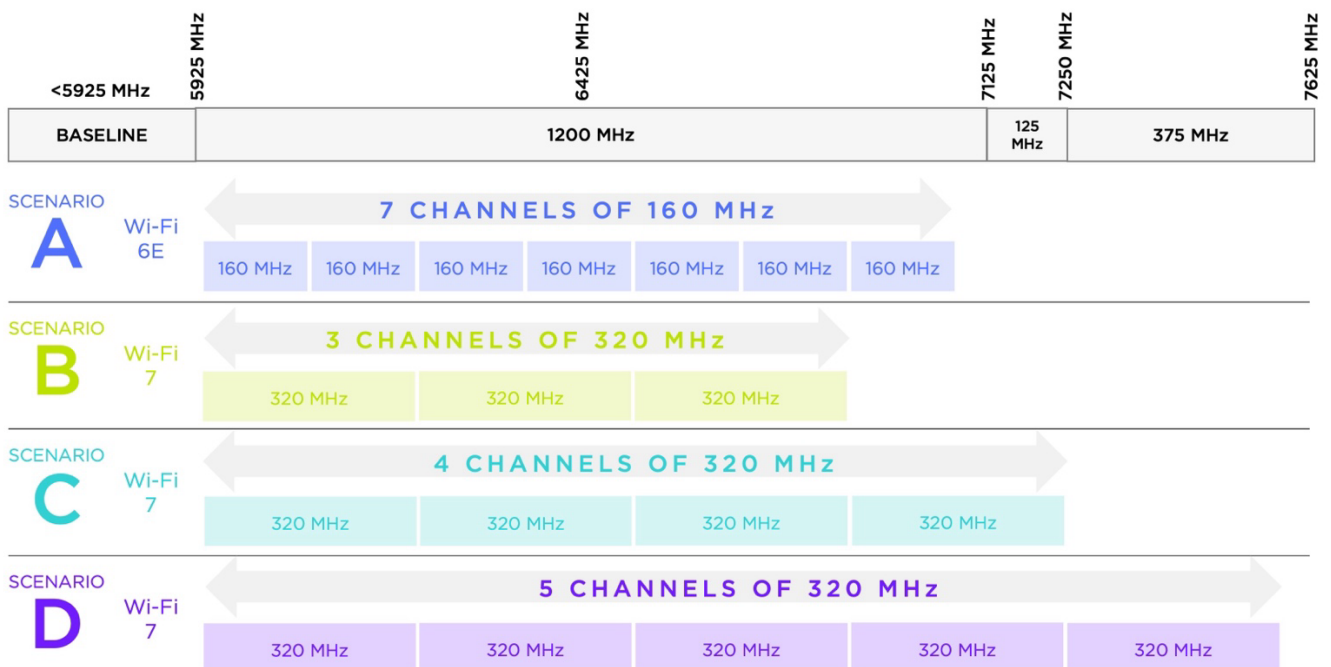 <5925 MHz
5925 MHz
6425 MHz
7125 MHz
7250 MHz
7625 MHz
BASELINE
1200 MHz
125
MHz
375 MHz
SCENARIO
A
Wi-Fi
6E
7 CHANNELS OF 160 MHz
160 MHz 160 MHz 160 MHz 160 MHz 160 MHz 160 MHz 160 MHz
SCENARIO
B
Wi-Fi
7
3 CHANNELS OF 320 MHz
320 MHz 320 MHz 320 MHz
SCENARIO
C
Wi-Fi
7
4 CHANNELS OF 320 MHz
320 MHz 320 MHz 320 MHz 320 MHz
SCENARIO
D
Wi-Fi
7
5 CHANNELS OF 320 MHz
320 MHz 320 MHz 320 MHz 320 MHz 320 MHz